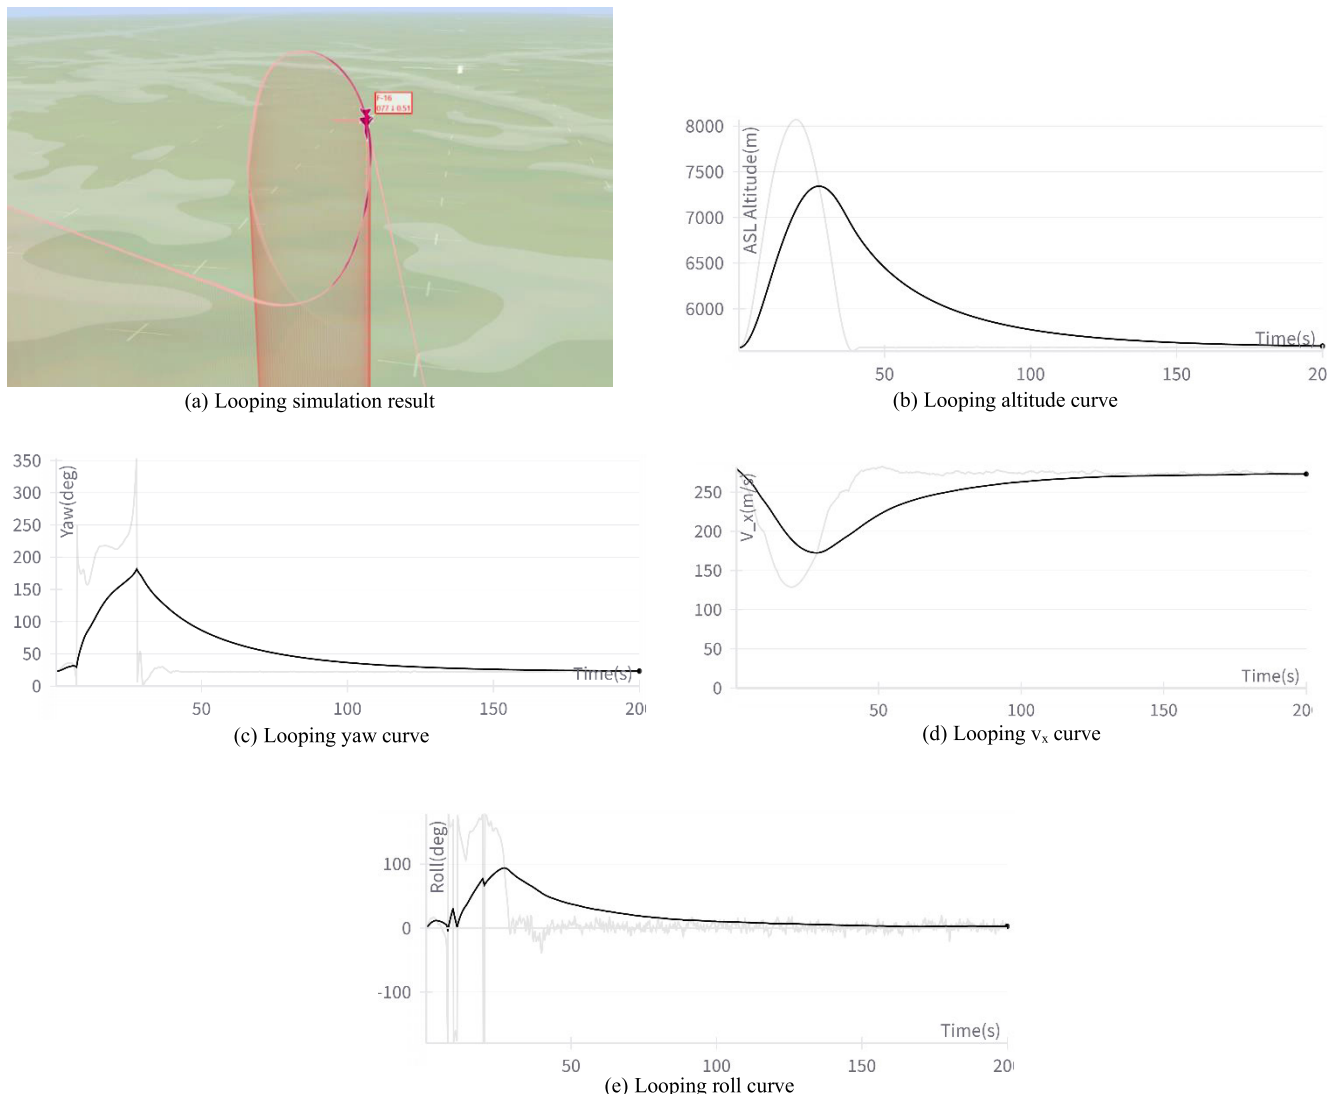 F-16
077 ↓ 0.51
(a) Looping simulation result
ASL Altitude(m)
8000
7500
7000
6500
6000
Time(s)
50
100
150
20
(b) Looping altitude curve
Yaw(deg)
350
300
250
200
150
100
50
0
Time(s)
50
100
150
20
(c) Looping yaw curve
V_x(m/s)
250
200
150
100
50
0
Time(s)
50
100
150
20
(d) Looping vₓ curve
Roll(deg)
100
0
-100
Time(s)
50
100
150
20
(e) Looping roll curve